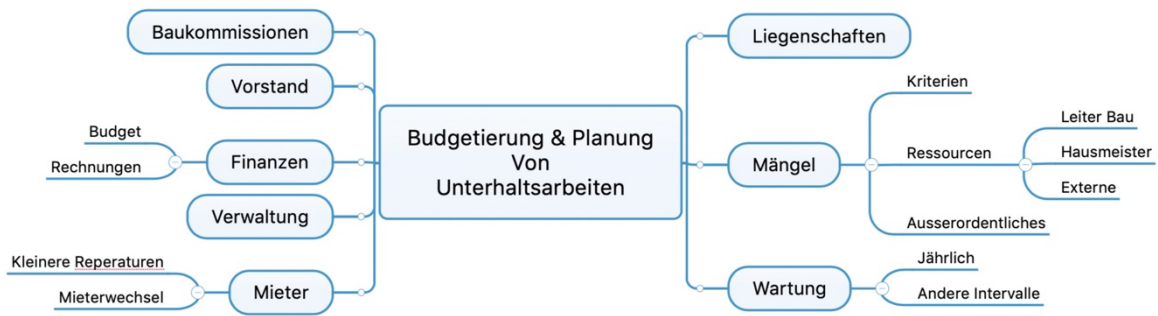 Baukommissionen
Vorstand
Budget
Rechnungen
Finanzen
Verwaltung
Kleinere Reperaturen
Mieterwechsel
Mieter
Budgetierung & Planung
Von
Unterhaltsarbeiten
Liegenschaften
Mängel
Kriterien
Ressourcen
Leiter Bau
Hausmeister
Externe
Ausserordentliches
Wartung
Jährlich
Andere Intervalle